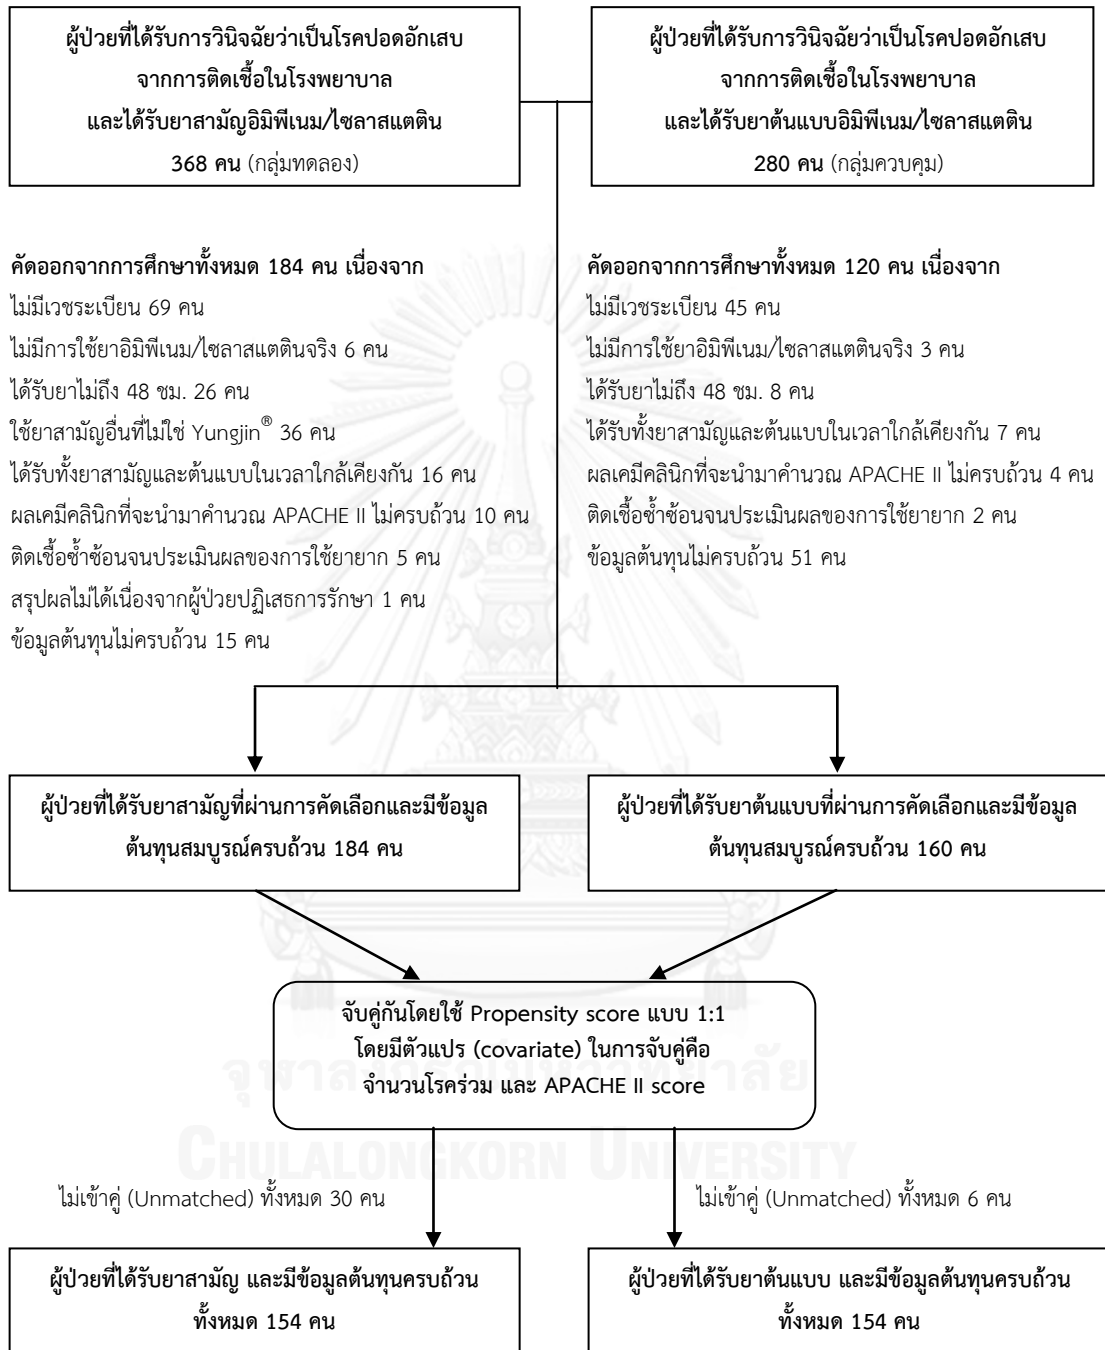 ผู้ป่วยที่ได้รับการวินิจฉัยว่าเป็นโรคปอดอักเสบ
จากการติดเชื้อในโรงพยาบาล
และได้รับยาสามัญอิมิพีเนม/ไซลาสแตติน
368 คน (กลุ่มทดลอง)
ผู้ป่วยที่ได้รับการวินิจฉัยว่าเป็นโรคปอดอักเสบ
จากการติดเชื้อในโรงพยาบาล
และได้รับยาต้นแบบอิมิพีเนม/ไซลาสแตติน
280 คน (กลุ่มควบคุม)
คัดออกจากการศึกษาทั้งหมด 184 คน เนื่องจาก
ไม่มีเวชระเบียน 69 คน
ไม่มีการใช้ยาอิมิพีเนม/ไซลาสแตตินจริง 6 คน
ได้รับยาไม่ถึง 48 ชม. 26 คน
ใช้ยาสามัญอื่นที่ไม่ใช่ Yungjin® 36 คน
ได้รับทั้งยาสามัญและต้นแบบในเวลาใกล้เคียงกัน 16 คน
ผลเคมีคลินิกที่จะนำมาคำนวณ APACHE II ไม่ครบถ้วน 10 คน
ติดเชื้อซ้ำซ้อนจนประเมินผลของการใช้ยายาก 5 คน
สรุปผลไม่ได้เนื่องจากผู้ป่วยปฏิเสธการรักษา 1 คน
ข้อมูลต้นทุนไม่ครบถ้วน 15 คน
คัดออกจากการศึกษาทั้งหมด 120 คน เนื่องจาก
ไม่มีเวชระเบียน 45 คน
ไม่มีการใช้ยาอิมิพีเนม/ไซลาสแตตินจริง 3 คน
ได้รับยาไม่ถึง 48 ชม. 8 คน
ได้รับทั้งยาสามัญและต้นแบบในเวลาใกล้เคียงกัน 7 คน
ผลเคมีคลินิกที่จะนำมาคำนวณ APACHE II ไม่ครบถ้วน 4 คน
ติดเชื้อซ้ำซ้อนจนประเมินผลของการใช้ยายาก 2 คน
ข้อมูลต้นทุนไม่ครบถ้วน 51 คน
ผู้ป่วยที่ได้รับยาสามัญที่ผ่านการคัดเลือกและมีข้อมูล
ต้นทุนสมบูรณ์ครบถ้วน 184 คน
ผู้ป่วยที่ได้รับยาต้นแบบที่ผ่านการคัดเลือกและมีข้อมูล
ต้นทุนสมบูรณ์ครบถ้วน 160 คน
จับคู่กันโดยใช้ Propensity score แบบ 1:1
โดยมีตัวแปร (covariate) ในการจับคู่คือ
จำนวนโรคร่วม และ APACHE II score
จุฬาลงกรณ์มหาวิทยาลัย
CHULALONGKORN UNIVERSITY
ไม่เข้าคู่ (Unmatched) ทั้งหมด 30 คน
ไม่เข้าคู่ (Unmatched) ทั้งหมด 6 คน
ผู้ป่วยที่ได้รับยาสามัญ และมีข้อมูลต้นทุนครบถ้วน
ทั้งหมด 154 คน
ผู้ป่วยที่ได้รับยาต้นแบบ และมีข้อมูลต้นทุนครบถ้วน
ทั้งหมด 154 คน